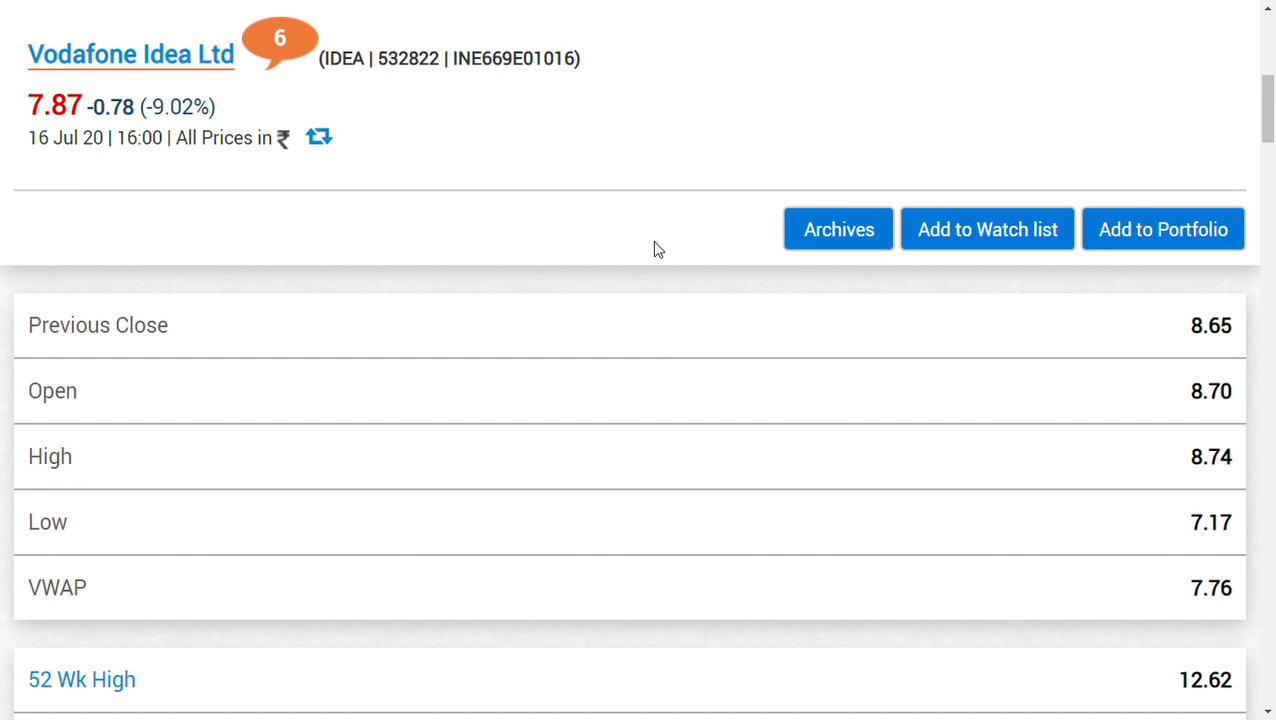 Vodafone Idea Ltd 6 (IDEA | 532822 | INE669E01016)
7.87 -0.78 (-9.02%)
16 Jul 20 | 16:00 | All Prices in ₹
Archives Add to Watch list Add to Portfolio
Previous Close 8.65
Open 8.70
High 8.74
Low 7.17
VWAP 7.76
52 Wk High 12.62